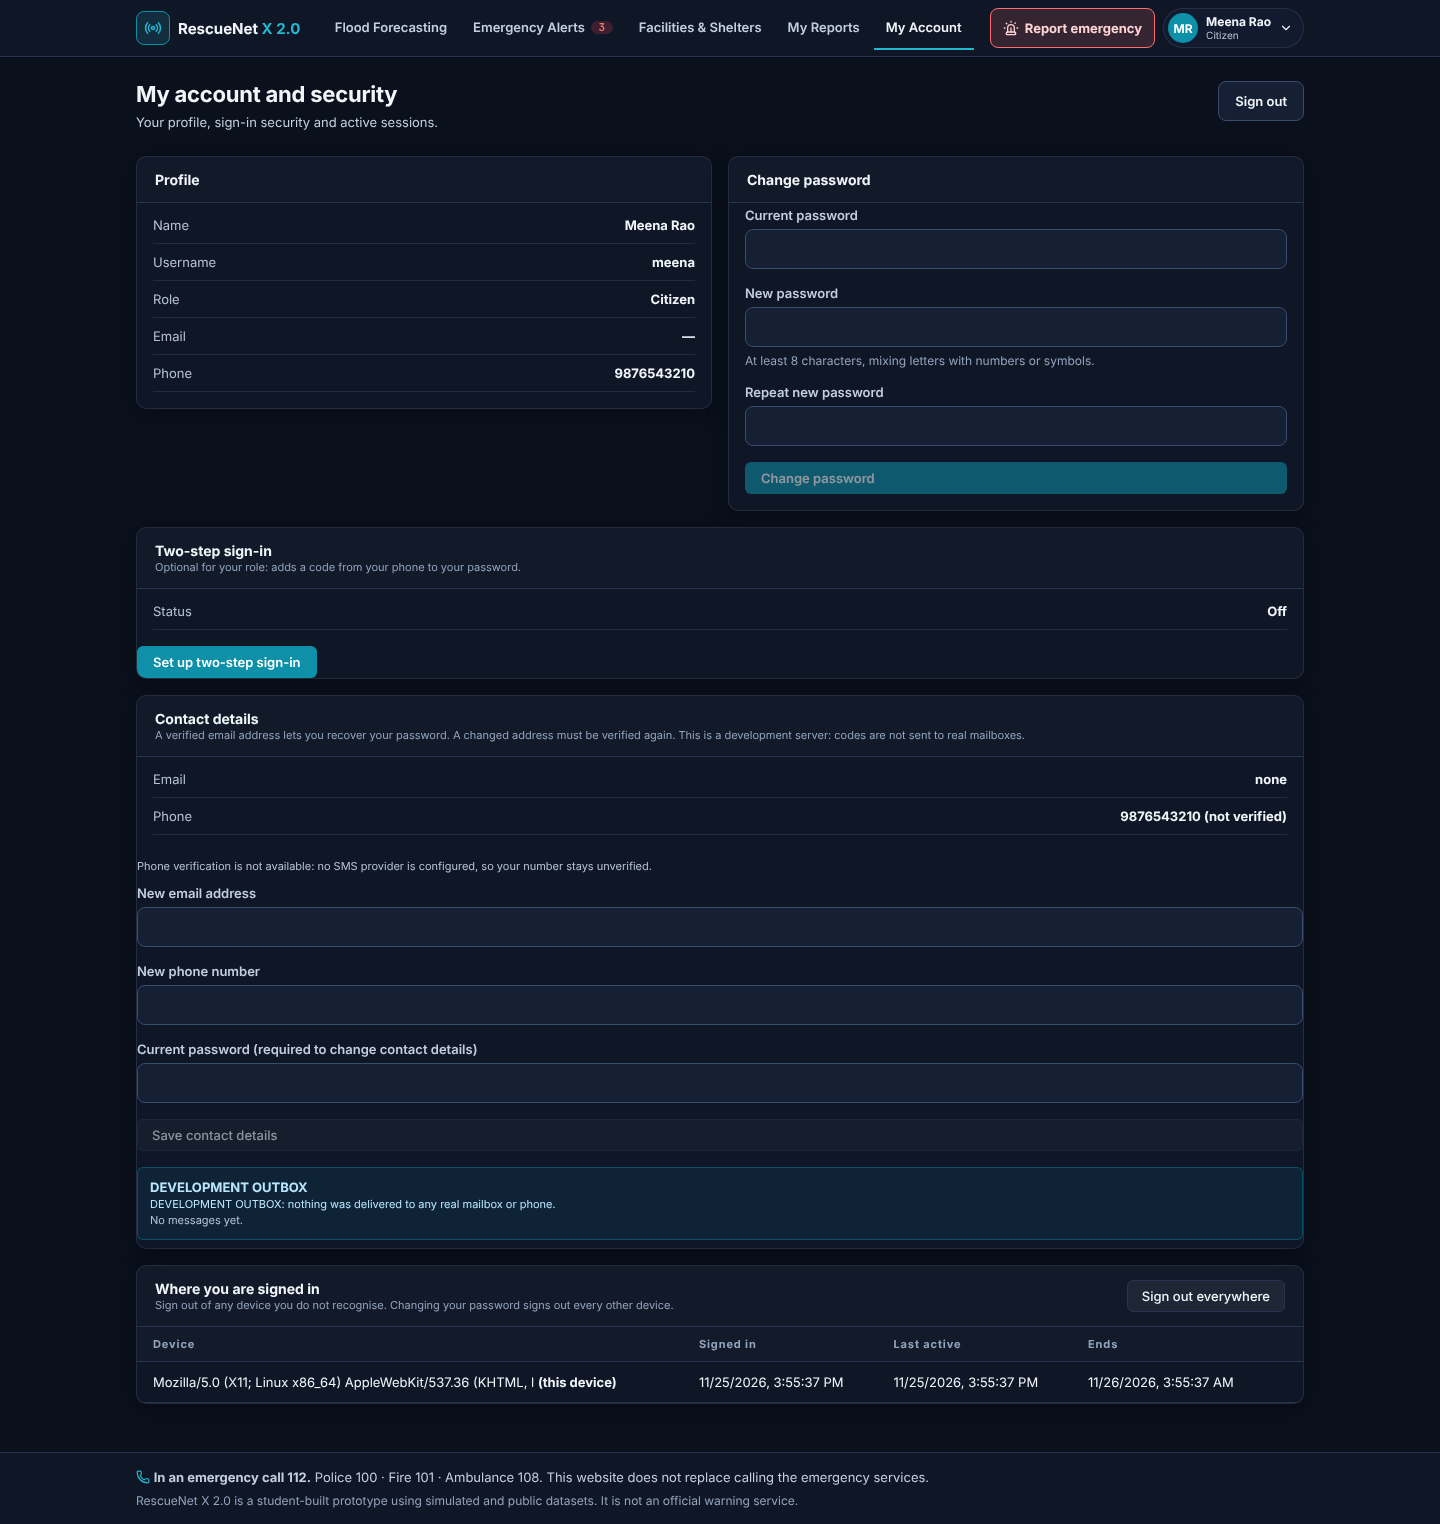 RescueNet X 2.0
Flood Forecasting
Emergency Alerts 3
Facilities & Shelters
My Reports
My Account
Report emergency
MR
Meena Rao
Citizen
My account and security
Your profile, sign-in security and active sessions.
Sign out
Profile
Name Meena Rao
Username meena
Role Citizen
Email —
Phone 9876543210
Change password
Current password
New password
At least 8 characters, mixing letters with numbers or symbols.
Repeat new password
Change password
Two-step sign-in
Optional for your role: adds a code from your phone to your password.
Status Off
Set up two-step sign-in
Contact details
A verified email address lets you recover your password. A changed address must be verified again. This is a development server: codes are not sent to real mailboxes.
Email none
Phone 9876543210 (not verified)
Phone verification is not available: no SMS provider is configured, so your number stays unverified.
New email address
New phone number
Current password (required to change contact details)
Save contact details
DEVELOPMENT OUTBOX
DEVELOPMENT OUTBOX: nothing was delivered to any real mailbox or phone.
No messages yet.
Where you are signed in
Sign out of any device you do not recognise. Changing your password signs out every other device.
Sign out everywhere
Device Signed in Last active Ends
Mozilla/5.0 (X11; Linux x86_64) AppleWebKit/537.36 (KHTML, l (this device) 11/25/2026, 3:55:37 PM 11/25/2026, 3:55:37 PM 11/26/2026, 3:55:37 AM
In an emergency call 112. Police 100 · Fire 101 · Ambulance 108. This website does not replace calling the emergency services.
RescueNet X 2.0 is a student-built prototype using simulated and public datasets. It is not an official warning service.